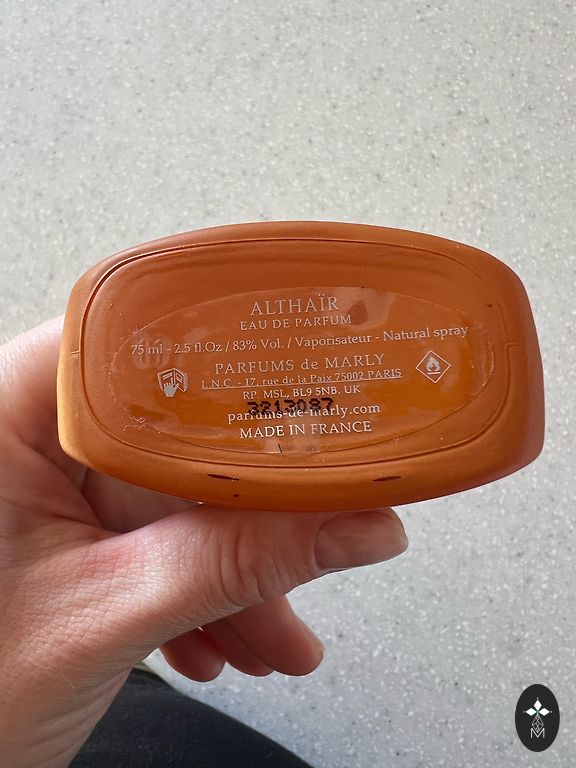 ALTHAÏR
EAU DE PARFUM
75 ml - 2.5 fl.Oz / 83% Vol. / Vaporisateur - Natural spray
PARFUMS de MARLY
I.N.C. - 17, rue de la Paix 75002 PARIS
RP. MSL, BL9 5NB. UK
3213087
parfums-de-marly.com
MADE IN FRANCE
M